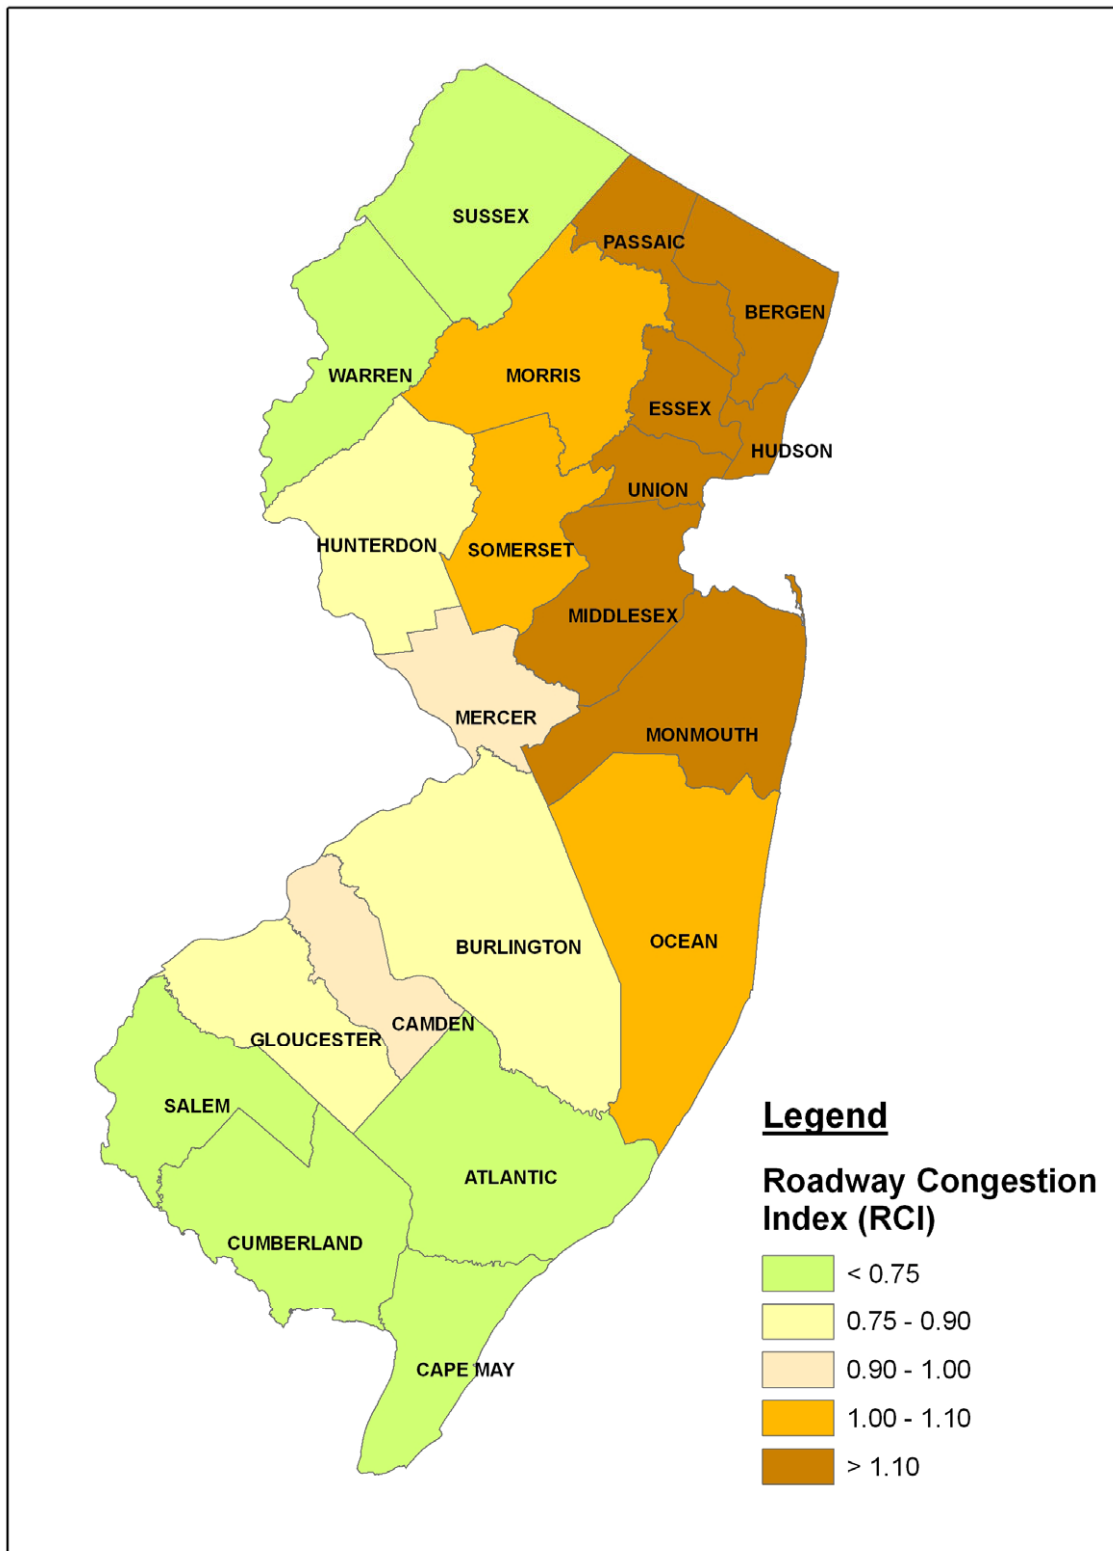 SUSSEX
PASSAIC
BERGEN
WARREN
MORRIS
ESSEX
HUDSON
UNION
HUNTERDON
SOMERSET
MIDDLESEX
MERCER
MONMOUTH
OCEAN
BURLINGTON
CAMDEN
GLOUCESTER
SALEM
ATLANTIC
CUMBERLAND
CAPE MAY
Legend
Roadway Congestion
Index (RCI)
< 0.75
0.75 - 0.90
0.90 - 1.00
1.00 - 1.10
> 1.10